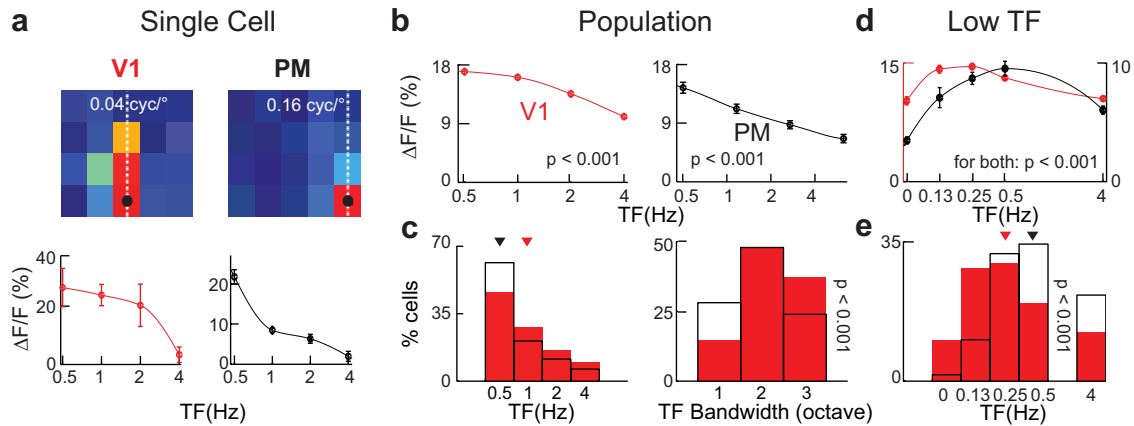 a Single Cell
V1 PM
0.04 cyc/° 0.16 cyc/°
ΔF/F (%)
40
20
0
0.5 1 2 4
20
10
0
0.5 1 2 4
TF(Hz)
b Population
ΔF/F (%)
15
9
0
V1
p < 0.001
0.5 1 2 4
TF(Hz)
15
9
0
PM
p < 0.001
0.5 1 2 4
TF(Hz)
c
% cells
70
35
0
0.5 1 2 4
TF(Hz)
50
25
0
p < 0.001
1 2 3
TF Bandwidth (octave)
d Low TF
15
0
10
0
for both: p < 0.001
0 0.13 0.25 0.5 4
TF(Hz)
e
35
0
p < 0.001
0 0.13 0.25 0.5 4
TF(Hz)